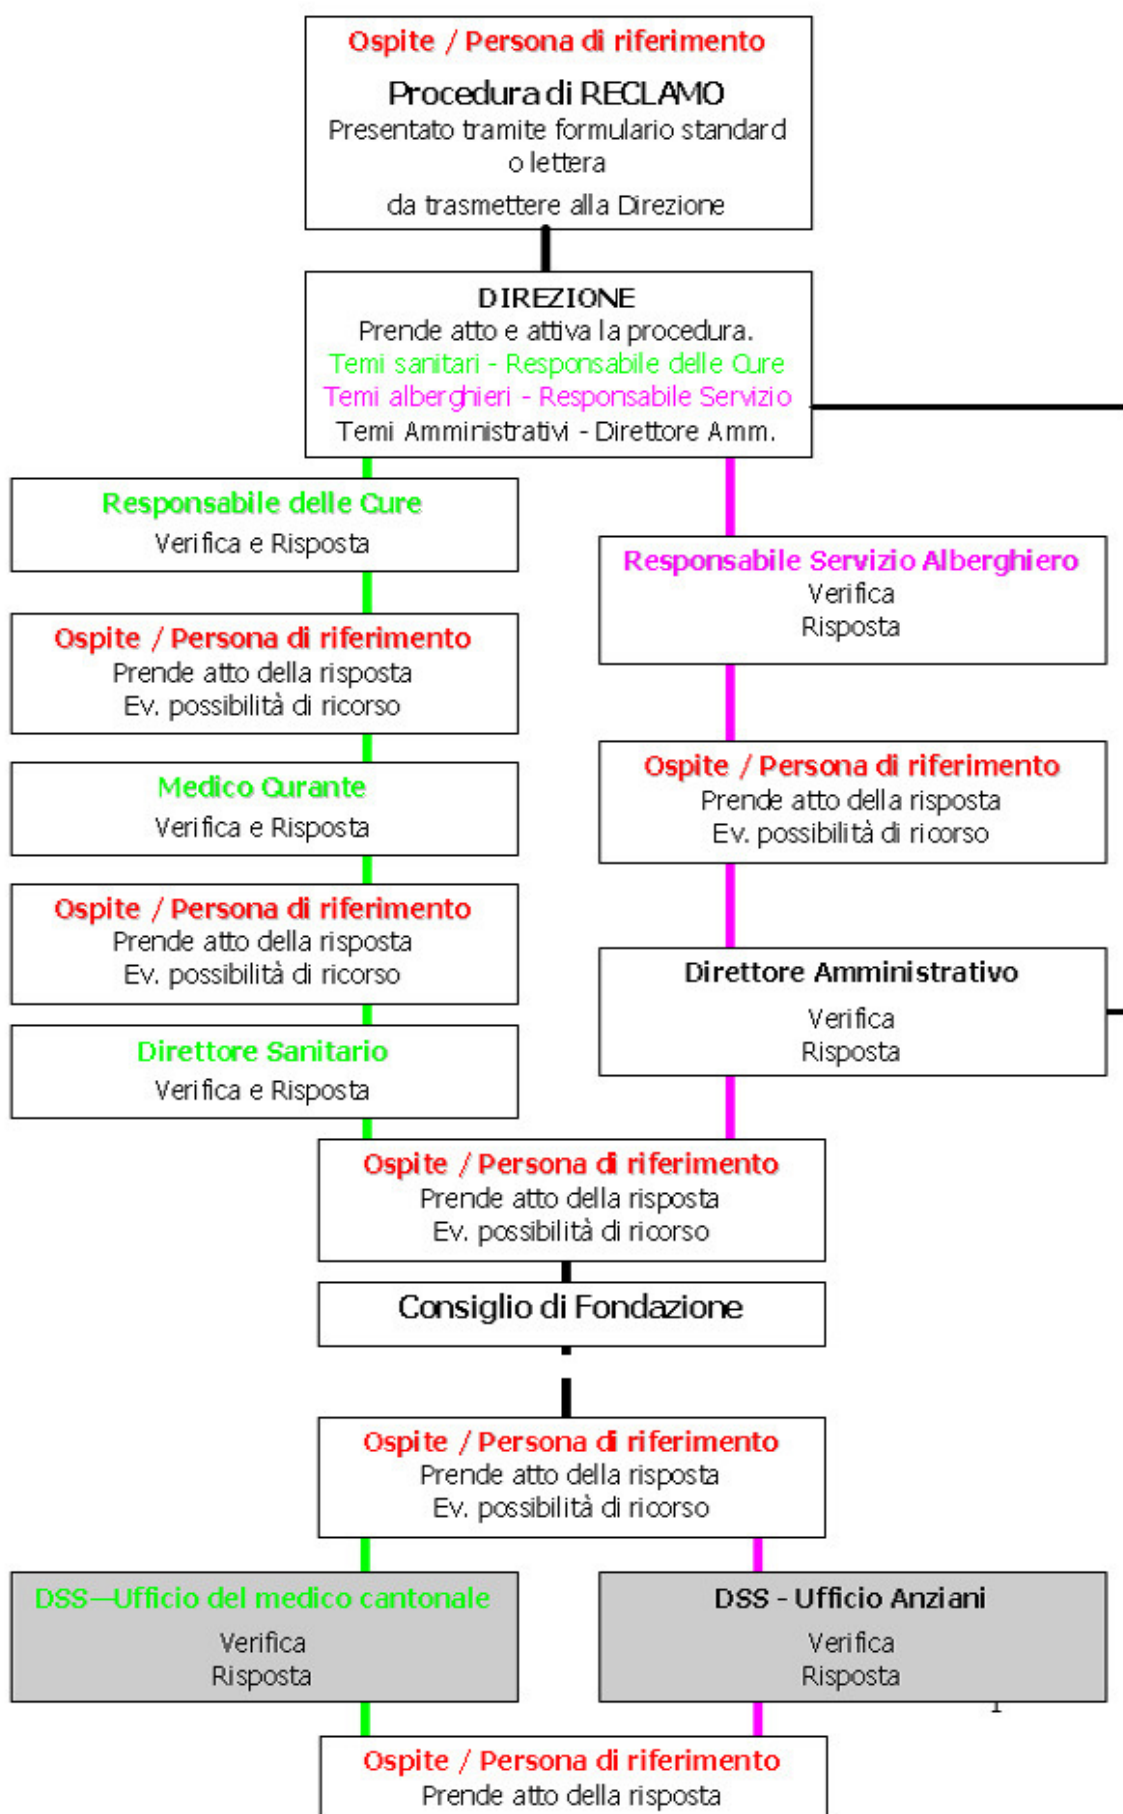 Ospite / Persona di riferimento
Procedura di RECLAMO
Presentato tramite formulario standard
o lettera
da trasmettere alla Direzione
DIREZIONE
Prende atto e attiva la procedura.
Temi sanitari - Responsabile delle Cure
Temi alberghieri - Responsabile Servizio
Temi Amministrativi - Direttore Amm.
Responsabile delle Cure
Verifica e Risposta
Ospite / Persona di riferimento
Prende atto della risposta
Ev. possibilità di ricorso
Medico Curante
Verifica e Risposta
Ospite / Persona di riferimento
Prende atto della risposta
Ev. possibilità di ricorso
Direttore Sanitario
Verifica e Risposta
Responsabile Servizio Alberghiero
Verifica
Risposta
Ospite / Persona di riferimento
Prende atto della risposta
Ev. possibilità di ricorso
Direttore Amministrativo
Verifica
Risposta
Ospite / Persona di riferimento
Prende atto della risposta
Ev. possibilità di ricorso
Consiglio di Fondazione
Ospite / Persona di riferimento
Prende atto della risposta
Ev. possibilità di ricorso
DSS—Ufficio del medico cantonale
Verifica
Risposta
DSS - Ufficio Anziani
Verifica
Risposta
Ospite / Persona di riferimento
Prende atto della risposta